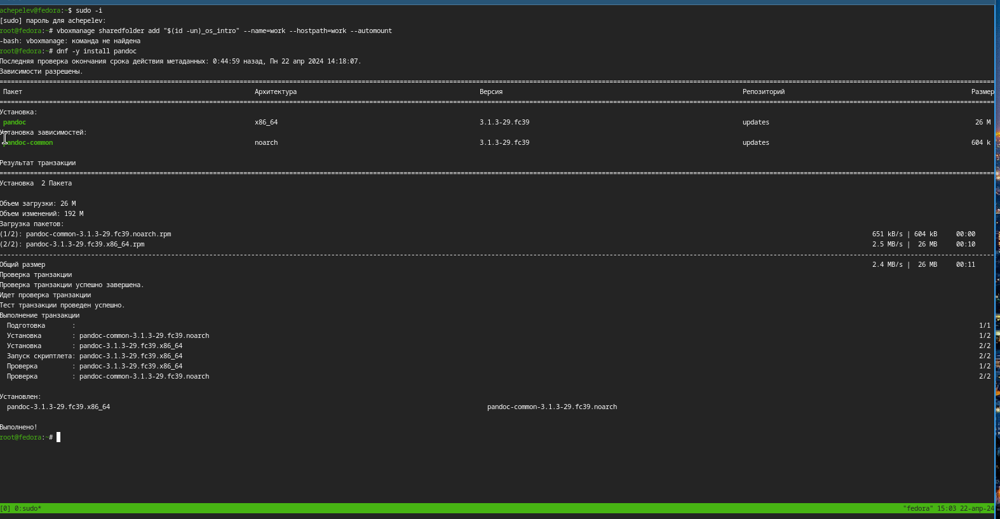 achepelev@fedora:~$ sudo -i
[sudo] пароль для achepelev:
root@fedora:~# vboxmanage sharedfolder add "$(id -un)_os_intro" --name=work --hostpath=work --automount
-bash: vboxmanage: команда не найдена
root@fedora:~# dnf -y install pandoc
Последняя проверка окончания срока действия метаданных: 0:44:59 назад, Пн 22 апр 2024 14:18:07.
Зависимости разрешены.
Пакет Архитектура Версия Репозиторий Размер
Установка:
pandoc x86_64 3.1.3-29.fc39 updates 26 M
Установка зависимостей:
pandoc-common noarch 3.1.3-29.fc39 updates 604 k
Результат транзакции
Установка 2 Пакета
Объем загрузки: 26 M
Объем изменений: 192 M
Загрузка пакетов:
(1/2): pandoc-common-3.1.3-29.fc39.noarch.rpm 651 kB/s | 604 kB 00:00
(2/2): pandoc-3.1.3-29.fc39.x86_64.rpm 2.5 MB/s | 26 MB 00:10
Общий размер 2.4 MB/s | 26 MB 00:11
Проверка транзакции
Проверка транзакции успешно завершена.
Идет проверка транзакции
Тест транзакции проведен успешно.
Выполнение транзакции
Подготовка : 1/1
Установка : pandoc-common-3.1.3-29.fc39.noarch 1/2
Установка : pandoc-3.1.3-29.fc39.x86_64 2/2
Запуск скриптлета: pandoc-3.1.3-29.fc39.x86_64 2/2
Проверка : pandoc-3.1.3-29.fc39.x86_64 1/2
Проверка : pandoc-common-3.1.3-29.fc39.noarch 2/2
Установлен:
pandoc-3.1.3-29.fc39.x86_64 pandoc-common-3.1.3-29.fc39.noarch
Выполнено!
root@fedora:~#
[0] 0:sudo* "fedora" 15:03 22-апр-24